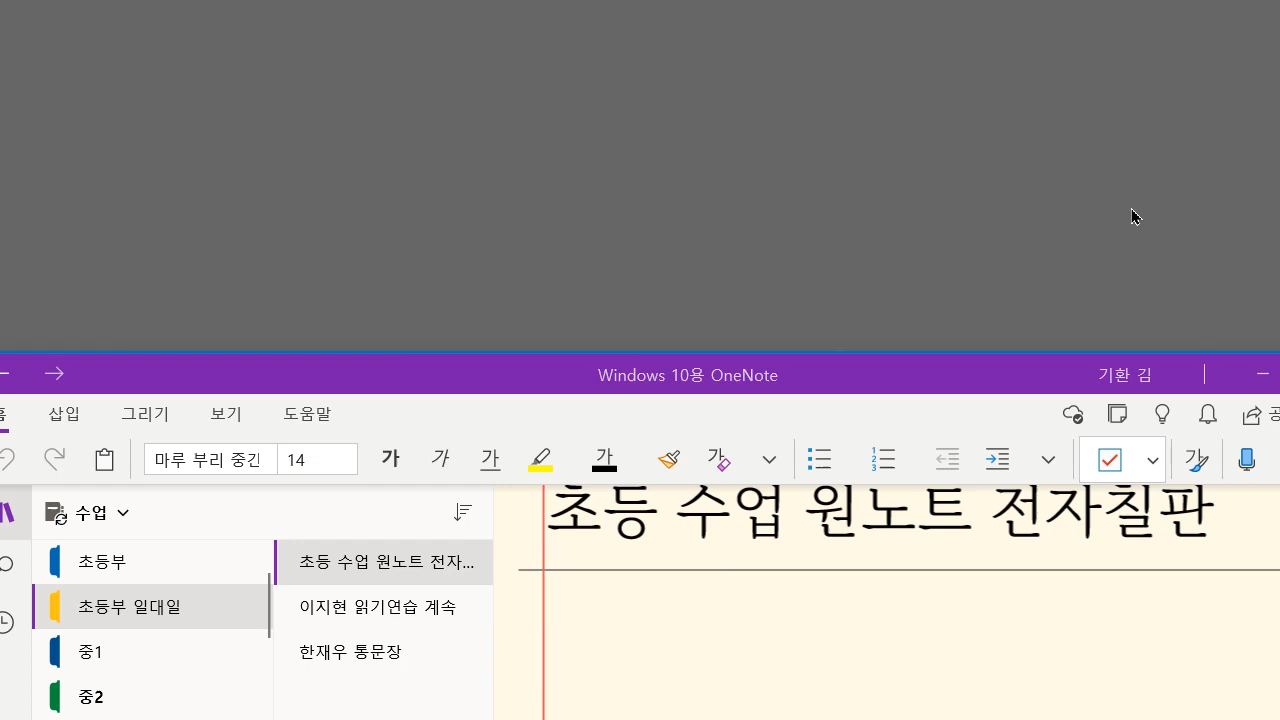 Windows 10용 OneNote
기환 김
홈 삽입 그리기 보기 도움말
마루 부리 중간 14 가 가 가 가 가 가
수업
초등 수업 원노트 전자칠판
초등부
초등부 일대일
중1
중2
초등 수업 원노트 전자...
이지현 읽기연습 계속
한재우 통문장